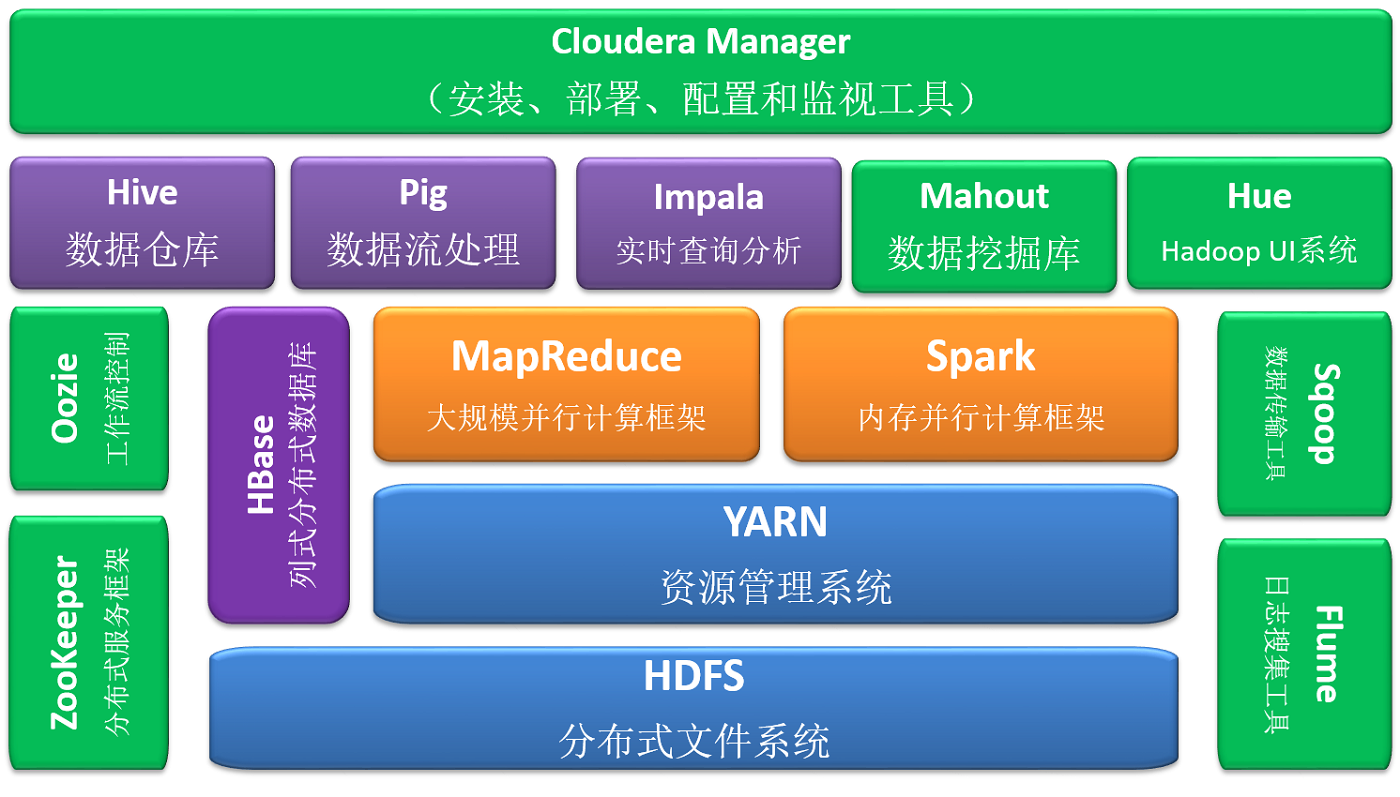 Cloudera Manager
（安装、部署、配置和监视工具）
Hive
数据仓库
Pig
数据流处理
Impala
实时查询分析
Mahout
数据挖掘库
Hue
Hadoop UI系统
Oozie
工作流控制
HBase
列式分布式数据库
MapReduce
大规模并行计算框架
Spark
内存并行计算框架
Sqoop
数据传输工具
YARN
资源管理系统
ZooKeeper
分布式服务框架
Flume
日志搜集工具
HDFS
分布式文件系统